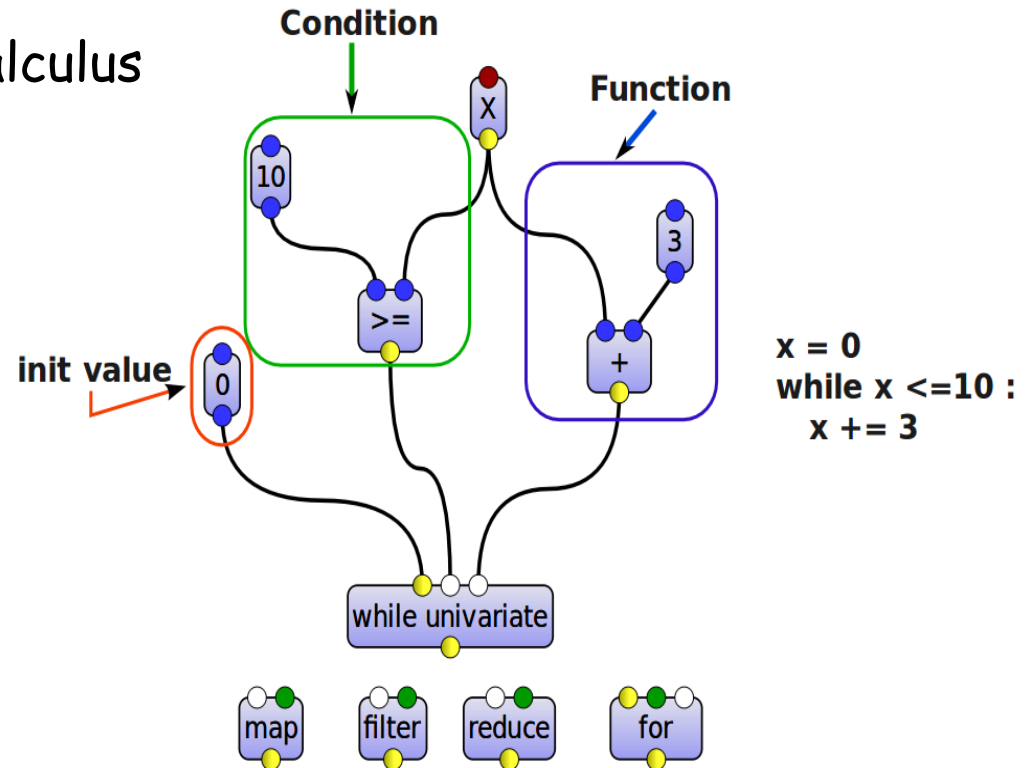 alculus
Condition
X
Function
10
3
>=
+
init value
0
x = 0
while x <=10 :
x += 3
while univariate
map
filter
reduce
for